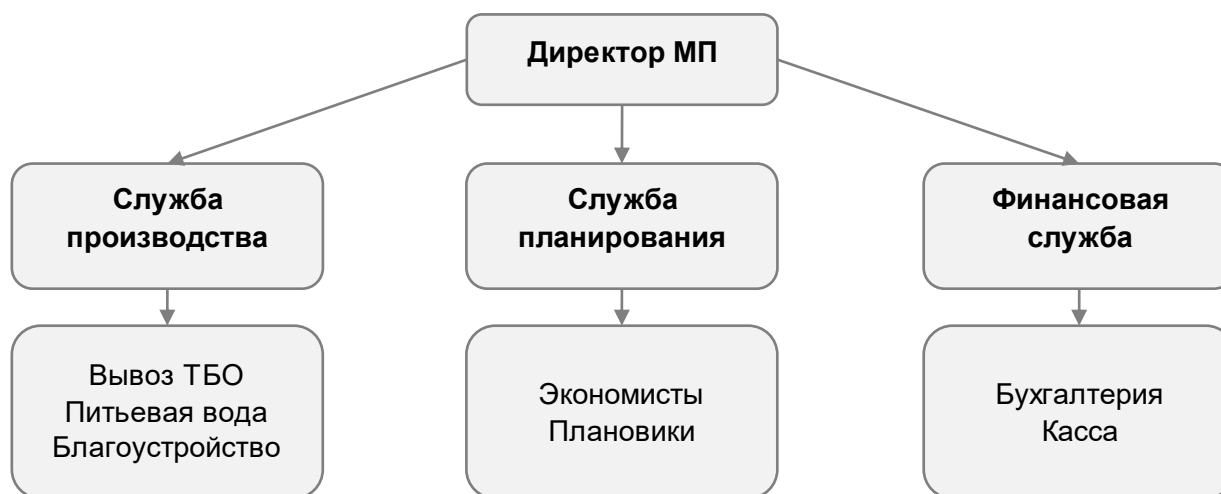 Директор МП
Служба
производства
Служба
планирования
Финансовая
служба
Вывоз ТБО
Питьевая вода
Благоустройство
Экономисты
Плановики
Бухгалтерия
Касса